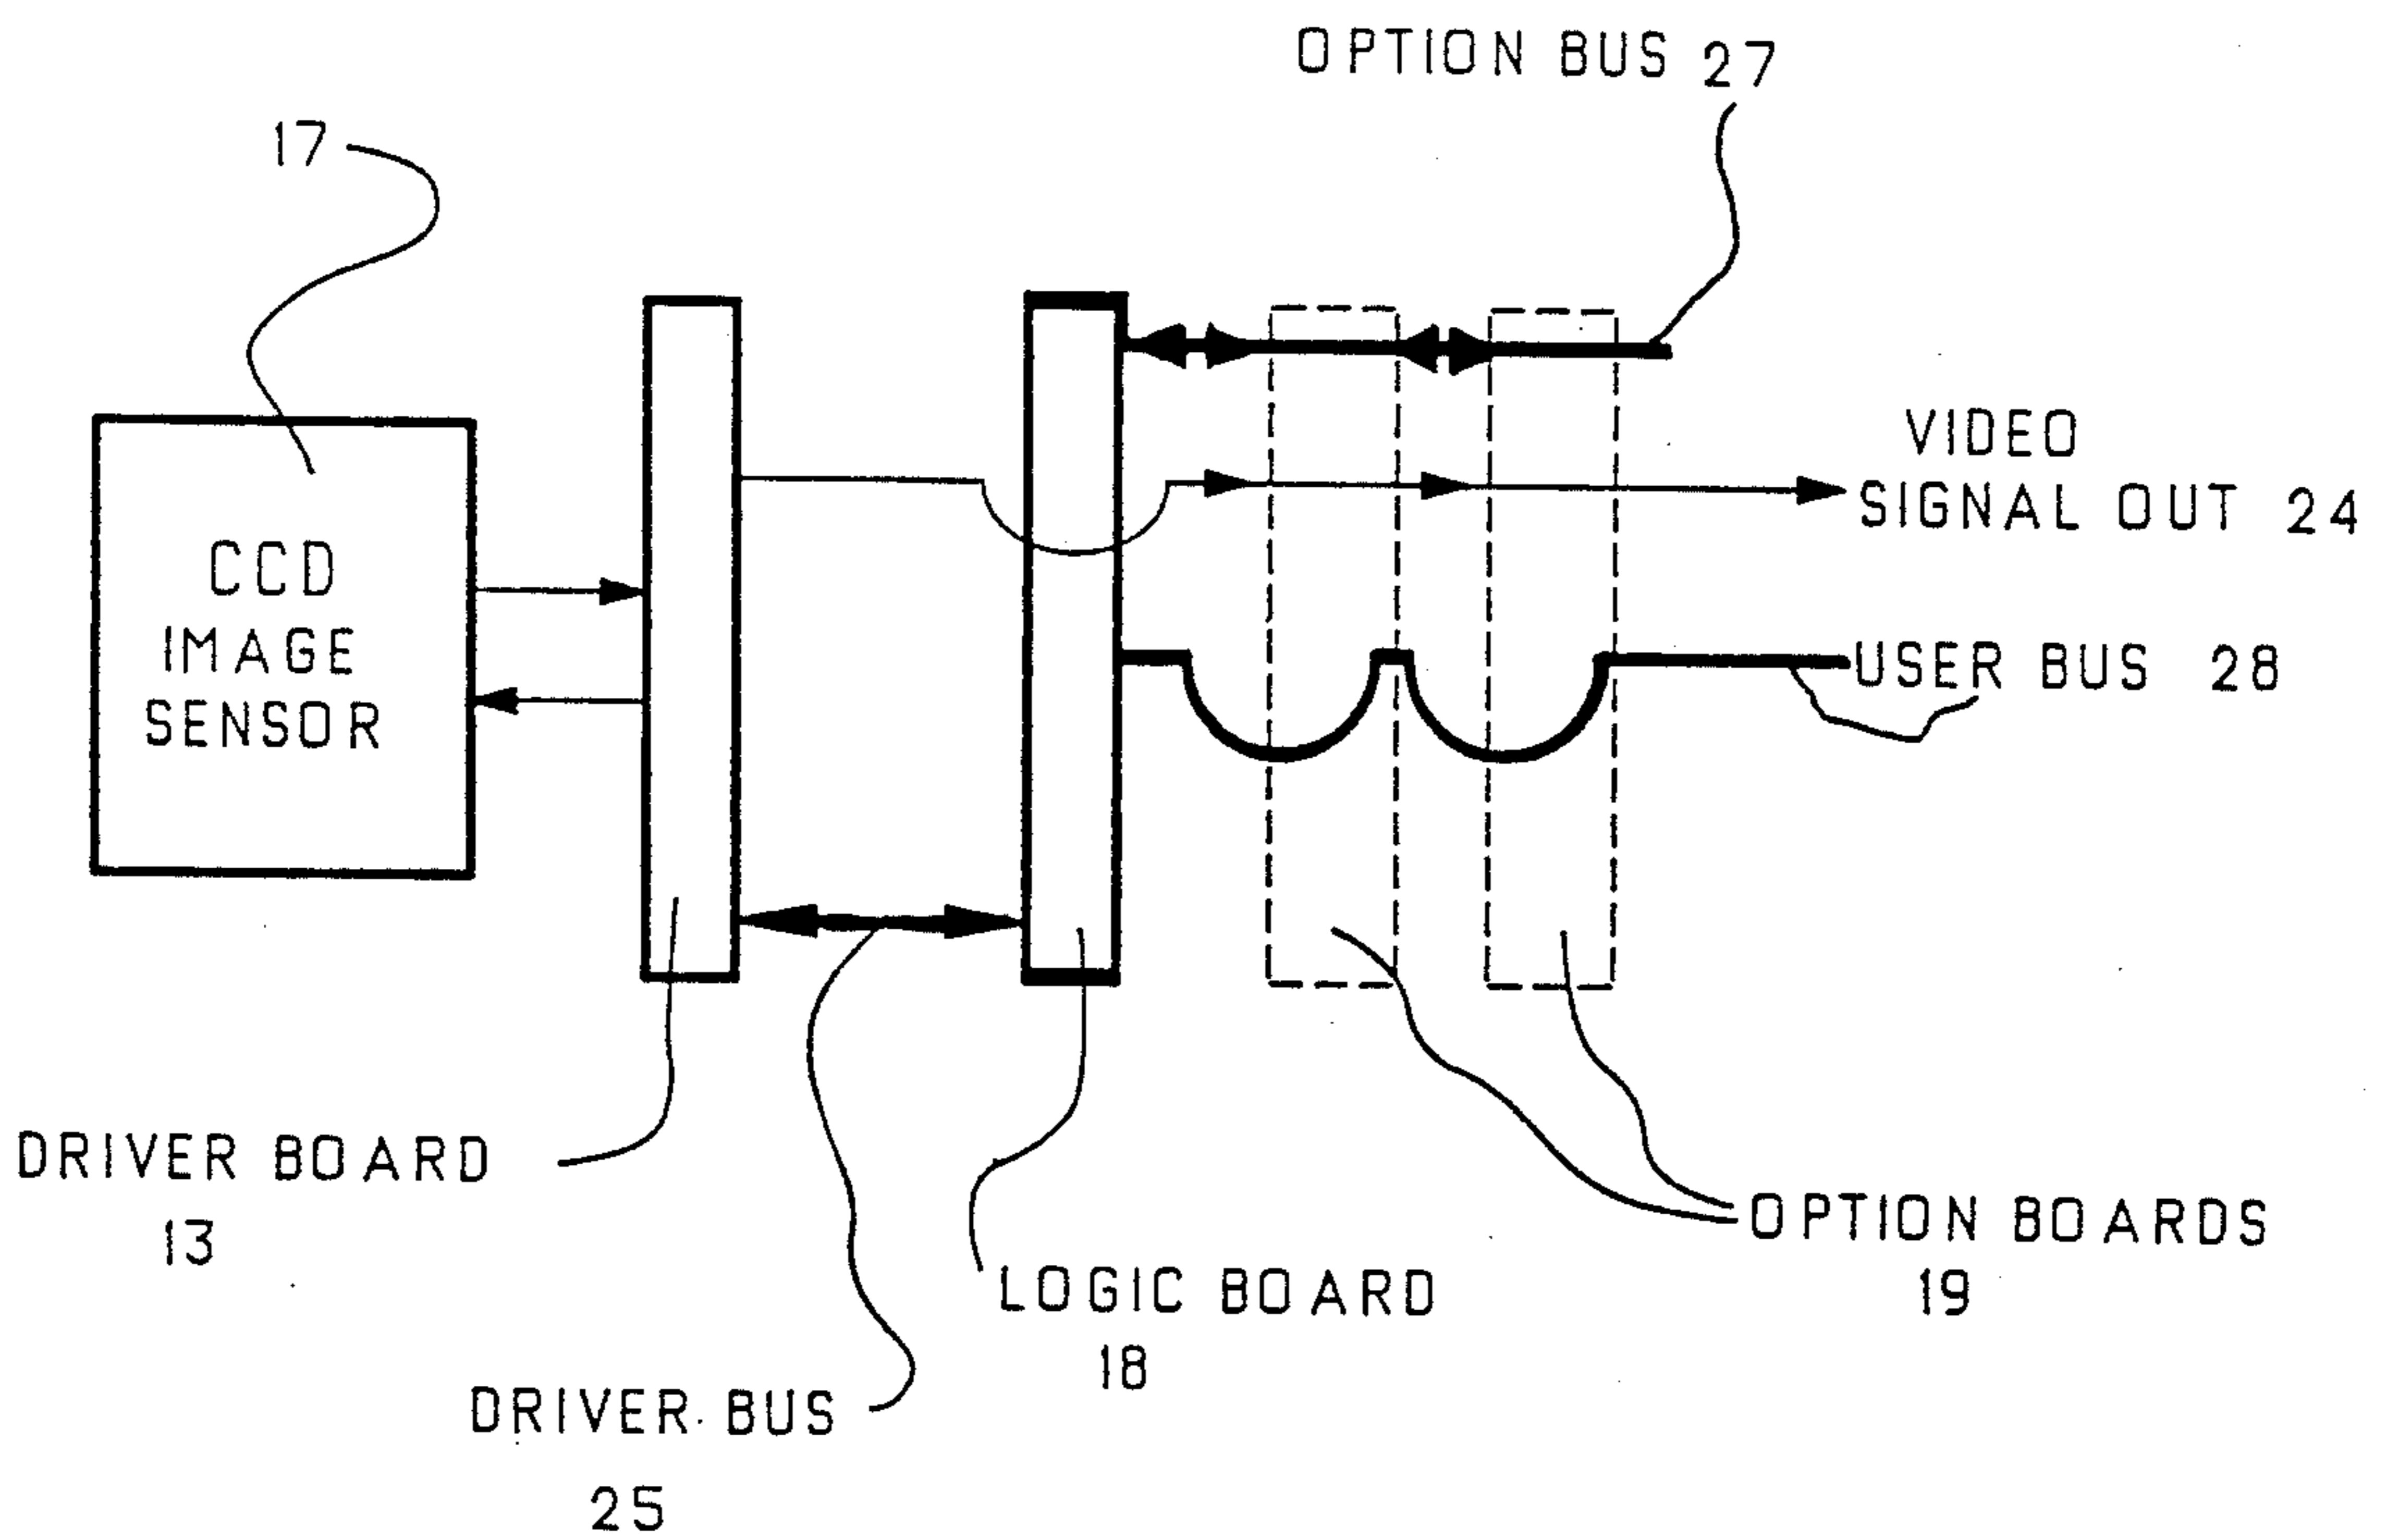 OPTION BUS 27
17
VIDEO
SIGNAL OUT 24
CCD
IMAGE
SENSOR
USER BUS 28
DRIVER BOARD
13
OPTION BOARDS
19
LOGIC BOARD
18
DRIVER BUS
25